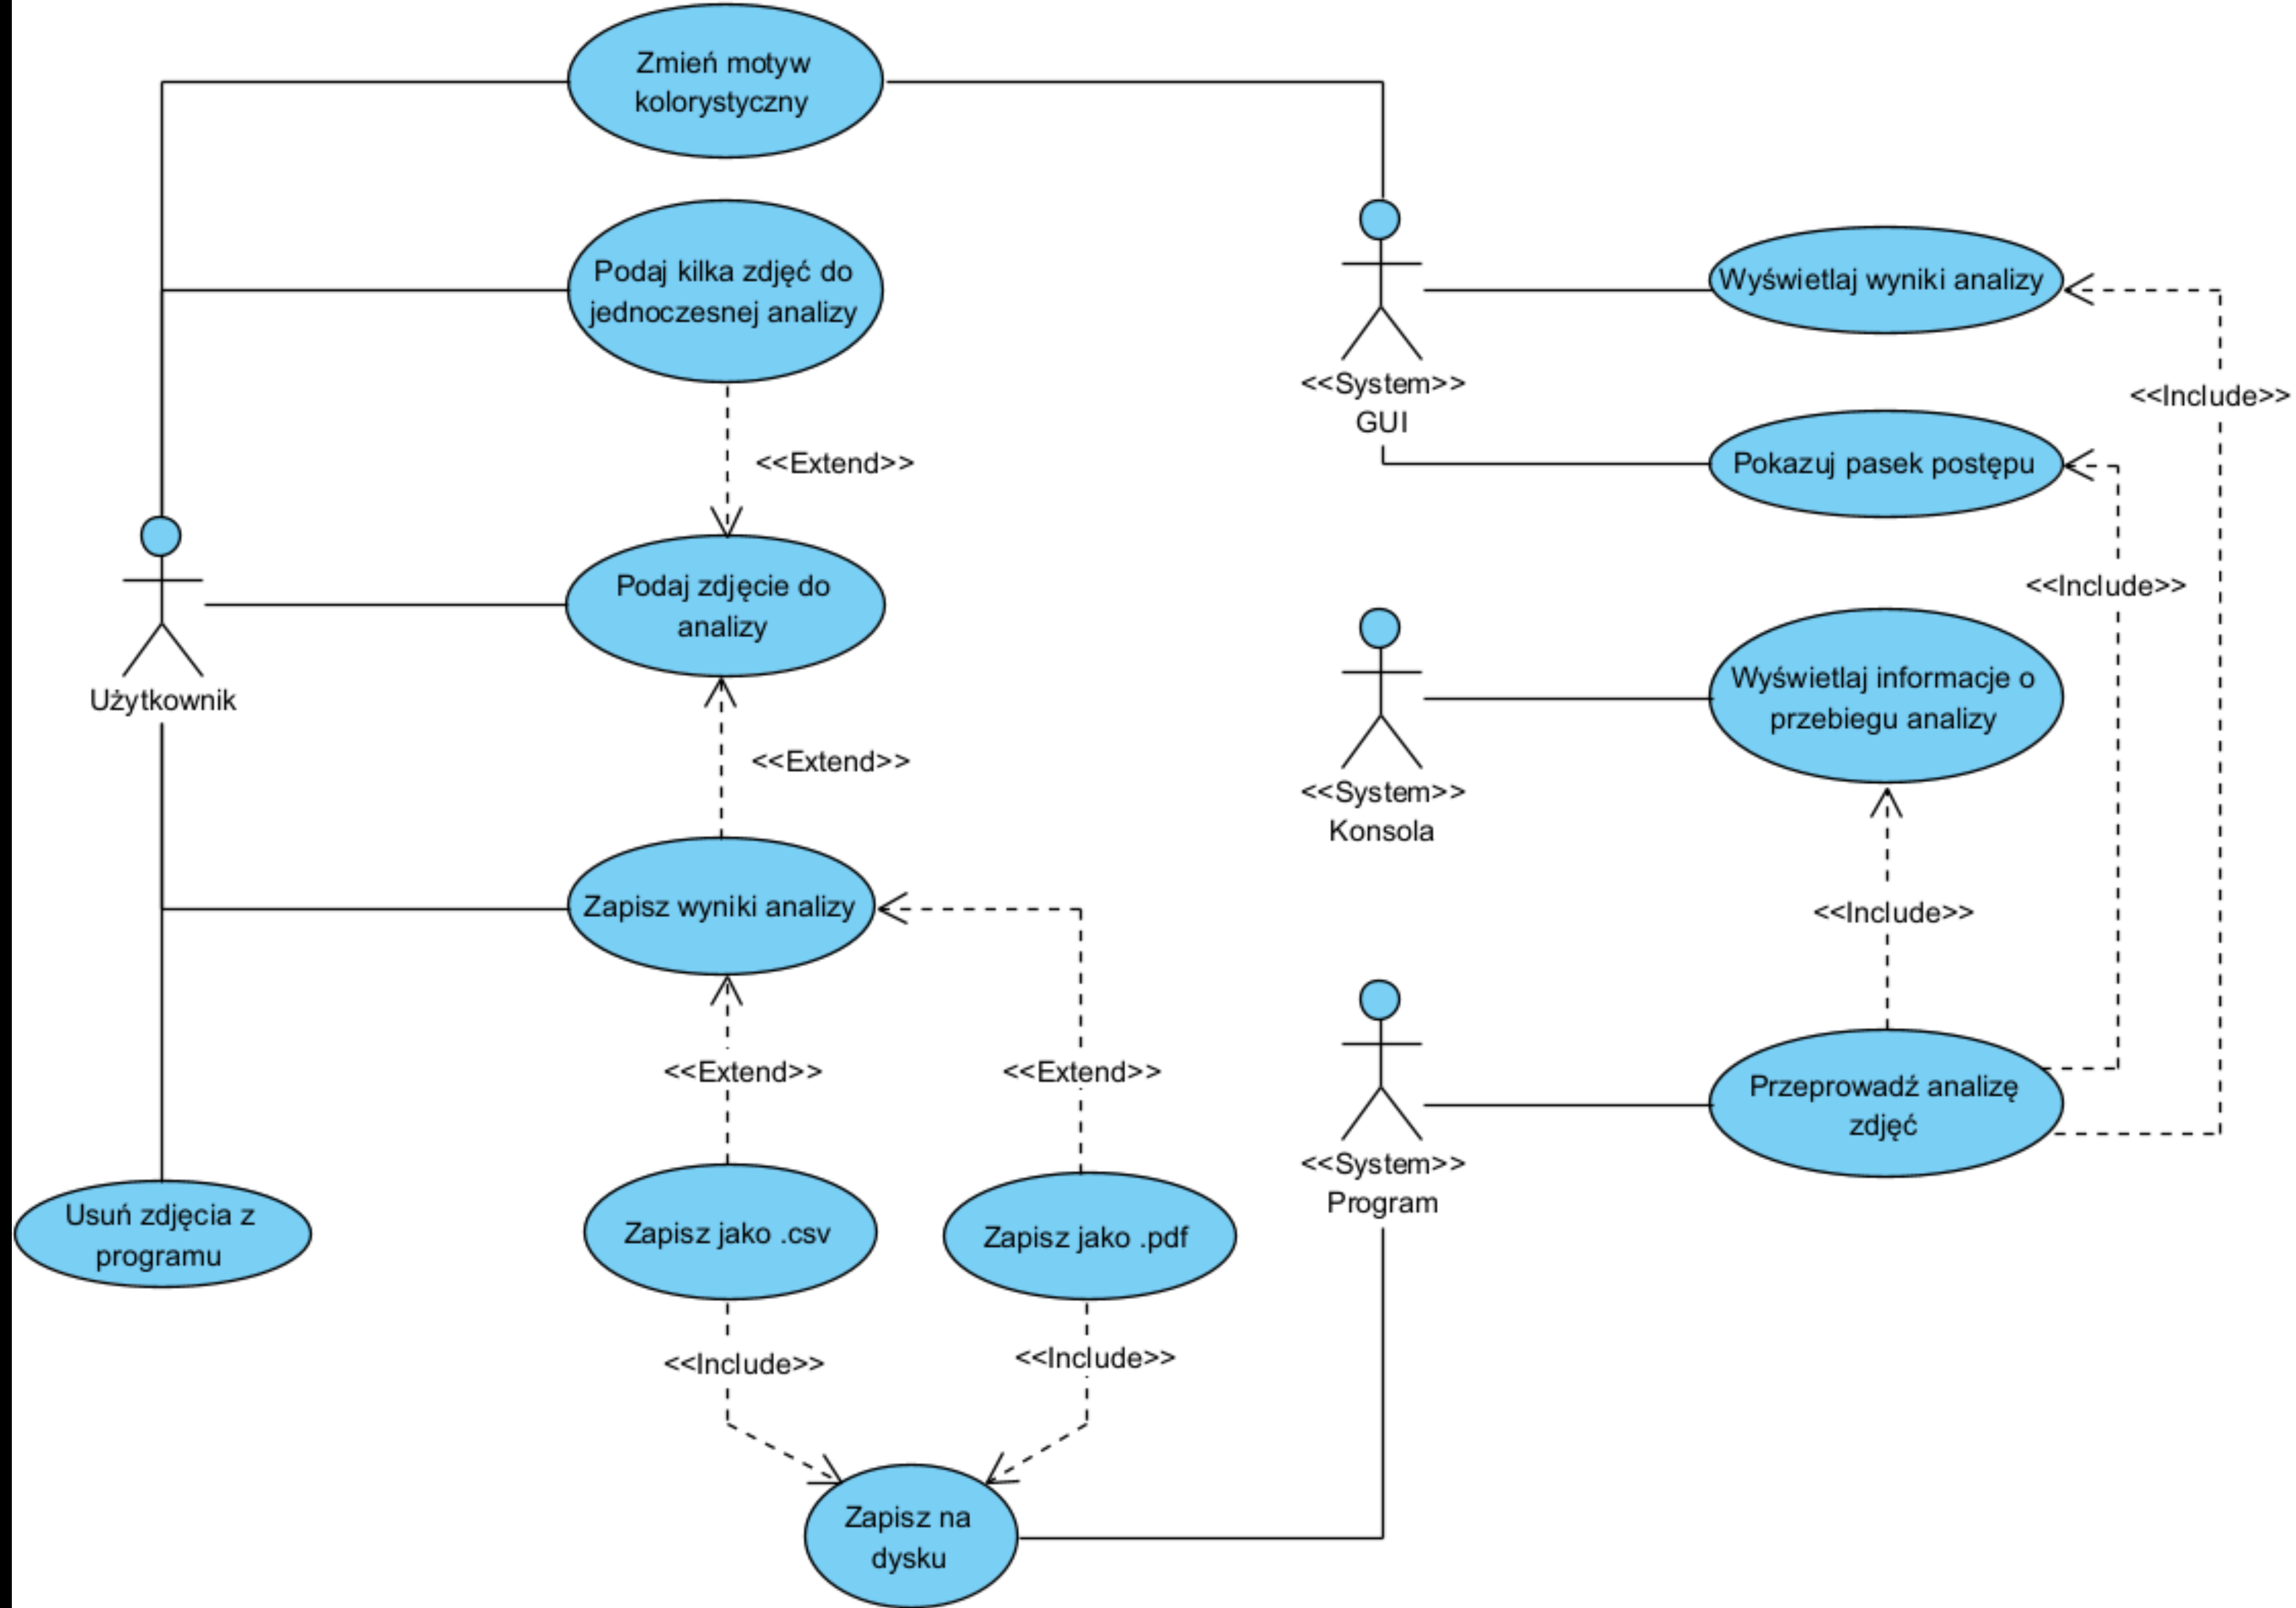 Zmień motyw
kolorystyczny
Podaj kilka zdjęć do
jednoczesnej analizy
Wyświetlaj wyniki analizy
<<System>>
GUI
<<Include>>
<<Extend>>
Pokazuj pasek postępu
Podaj zdjęcie do
analizy
<<Include>>
Użytkownik
Wyświetlaj informacje o
przebiegu analizy
<<Extend>>
<<System>>
Konsola
Zapisz wyniki analizy
<<Include>>
<<Extend>>
<<Extend>>
Przeprowadź analizę
zdjęć
<<System>>
Program
Usuń zdjęcia z
programu
Zapisz jako .csv
Zapisz jako .pdf
<<Include>>
<<Include>>
Zapisz na
dysku